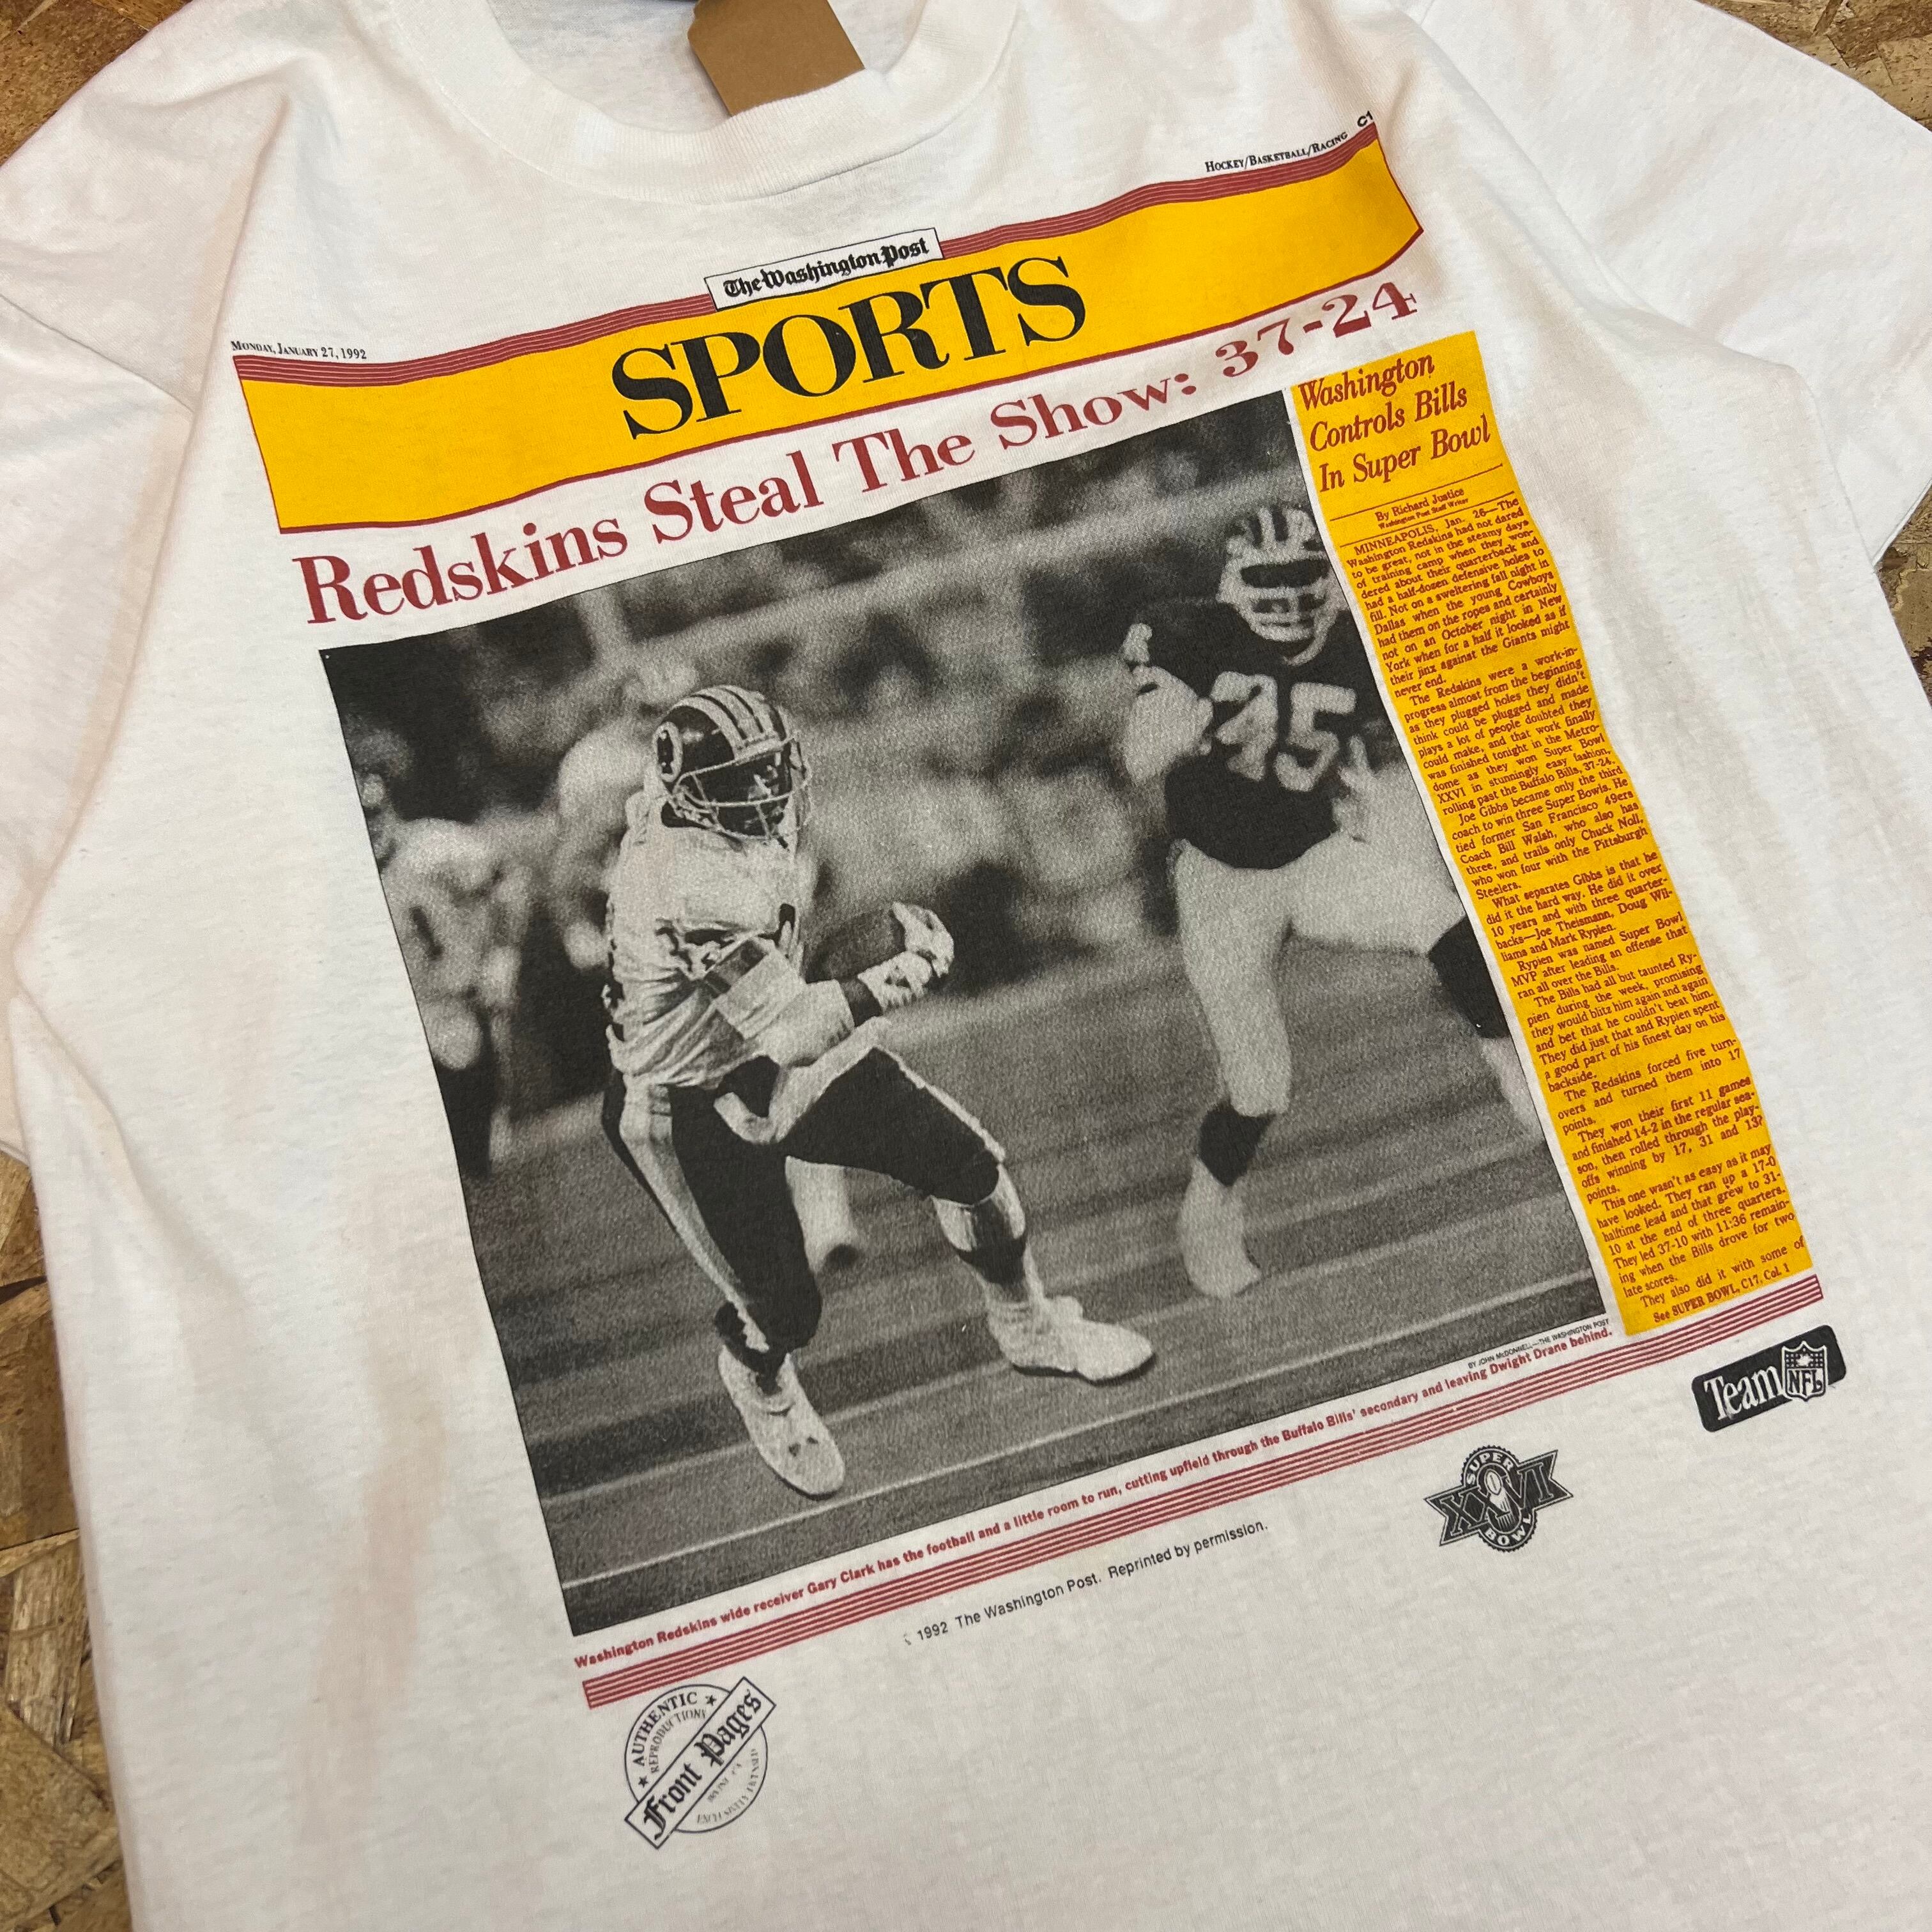 HOCKEY/BASKETBALL/RACING C1
The Washington Post
MONDAY, JANUARY 27, 1992
SPORTS
Redskins Steal The Show: 37-24
Washington
Controls Bills
In Super Bowl
By Richard Justice
Washington Post Staff Writer
MINNEAPOLIS, Jan. 26—The
Washington Redskins had not dared
to be great, not in the steamy days
of training camp when they won-
dered about their quarterback and
had a half-dozen defensive holes to
fill. Not on a sweltering fall night in
Dallas when the young Cowboys
had them on the ropes and certainly
not on an October night in New
York when for a half it looked as if
their jinx against the Giants might
never end.
The Redskins were a work-in-
progress almost from the beginning
as they plugged holes they didn't
think could be plugged and made
plays a lot of people doubted they
could make, and that work finally
was finished tonight in the Metro-
dome as they won Super Bowl
XXVI in stunningly easy fashion,
rolling past the Buffalo Bills, 37-24.
Joe Gibbs became only the third
coach to win three Super Bowls. He
tied former San Francisco 49ers
Coach Bill Walsh, who also has
three, and trails only Chuck Noll,
who won four with the Pittsburgh
Steelers.
What separates Gibbs is that he
did it the hard way. He did it over
10 years and with three quarter-
backs—Joe Theismann, Doug Wil-
liams and Mark Rypien.
Rypien was named Super Bowl
MVP after leading an offense that
ran all over the Bills.
The Bills had all but taunted Ry-
pien during the week, promising
they would blitz him again and again
and bet that he couldn't beat him.
They did just that and Rypien spent
a good part of his finest day on his
backside.
The Redskins forced five turn-
overs and turned them into 17
points.
They won their first 11 games
and finished 14-2 in the regular sea-
son, then rolled through the play-
offs winning by 17, 31 and 13?
points.
This one wasn't as easy as it may
have looked. They ran up a 17-0
halftime lead and that grew to 31-
10 at the end of three quarters.
They led 37-10 with 11:36 remain-
ing when the Bills drove for two
late scores.
They also did it with some of
See SUPER BOWL, C17, Col. 1
95
BY JOHN McDONNELL—THE WASHINGTON POST
Washington Redskins wide receiver Gary Clark has the football and a little room to run, cutting upfield through the Buffalo Bills' secondary and leaving Dwight Drane behind.
Team NFL
SUPER
XXVI
BOWL
1992 The Washington Post. Reprinted by permission.
AUTHENTIC
REPRODUCTIONS
Front Pages